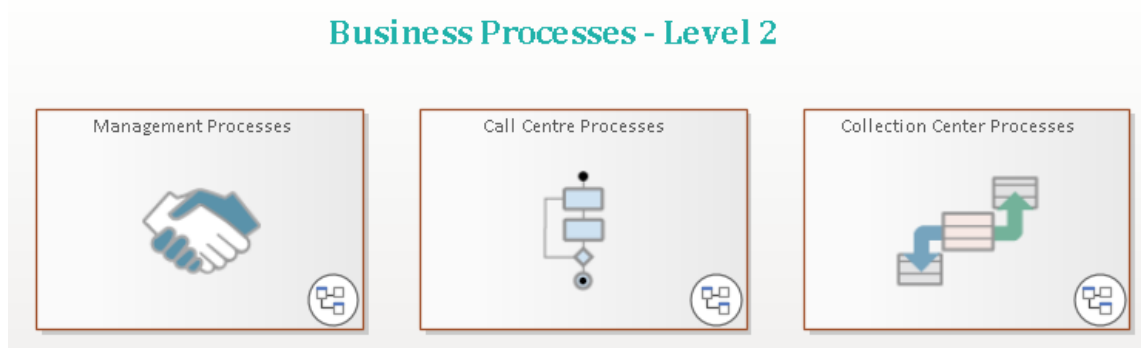 Business Processes - Level 2
Management Processes
Call Centre Processes
Collection Center Processes